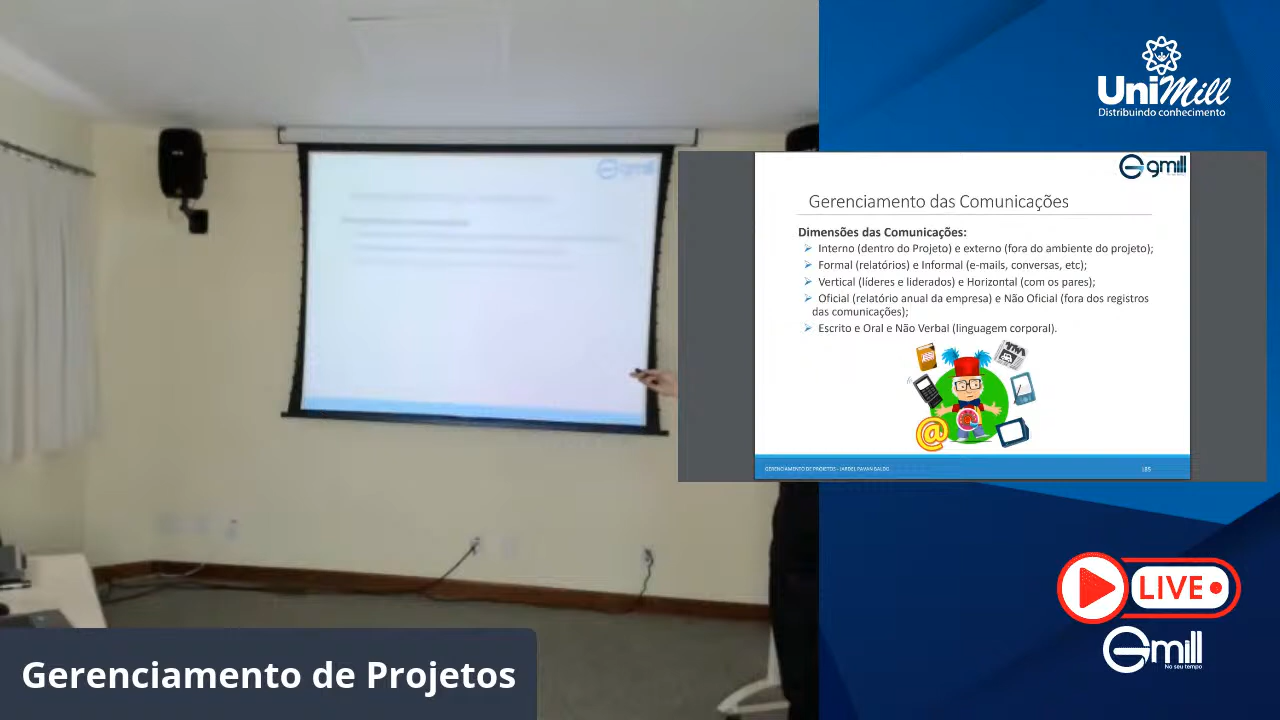 UniMill
Distribuindo conhecimento
gmill
Gerenciamento das Comunicações
Dimensões das Comunicações:
Interno (dentro do Projeto) e externo (fora do ambiente do projeto);
Formal (relatórios) e Informal (e-mails, conversas, etc);
Vertical (líderes e liderados) e Horizontal (com os pares);
Oficial (relatório anual da empresa) e Não Oficial (fora dos registros
das comunicações);
Escrito e Oral e Não Verbal (linguagem corporal).
@
GERENCIAMENTO DE PROJETOS - JARDEL PAVAN BALDO
185
LIVE
Gmill
No seu tempo
Gerenciamento de Projetos